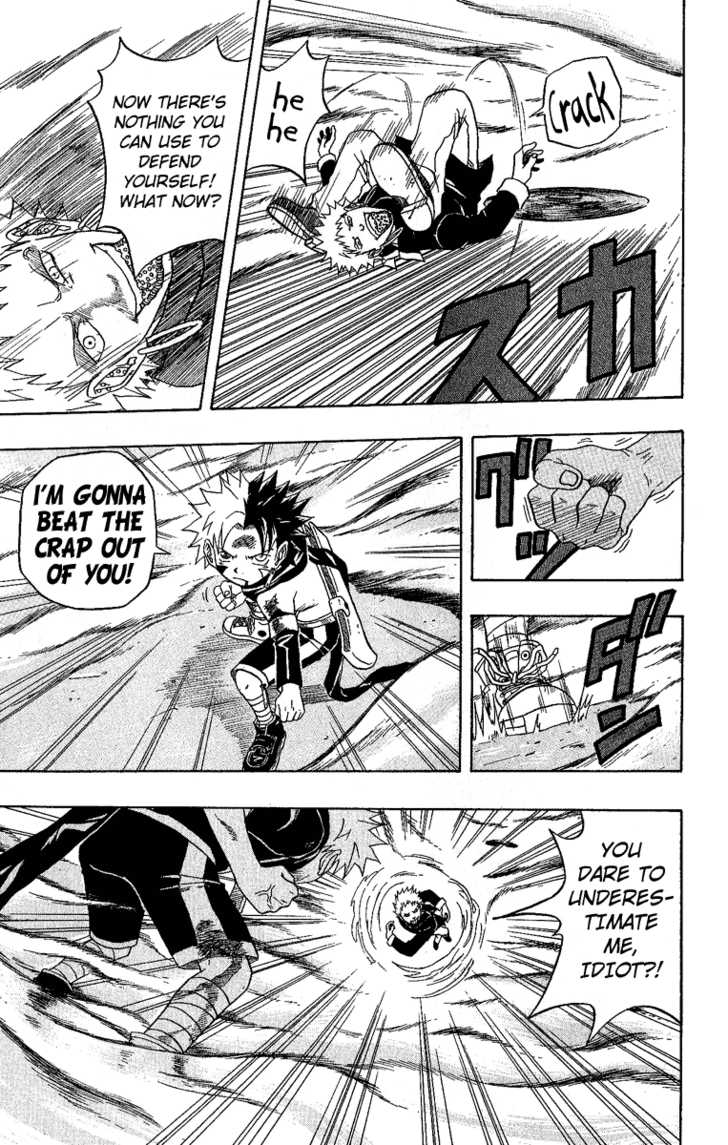 Crack
he
he
スカ
NOW THERE'S
NOTHING YOU
CAN USE TO
DEFEND
YOURSELF!
WHAT NOW?
グッ
ダン
I'M GONNA
BEAT THE
CRAP OUT
OF YOU!
YOU
DARE TO
UNDERES-
TIMATE
ME,
IDIOT?!